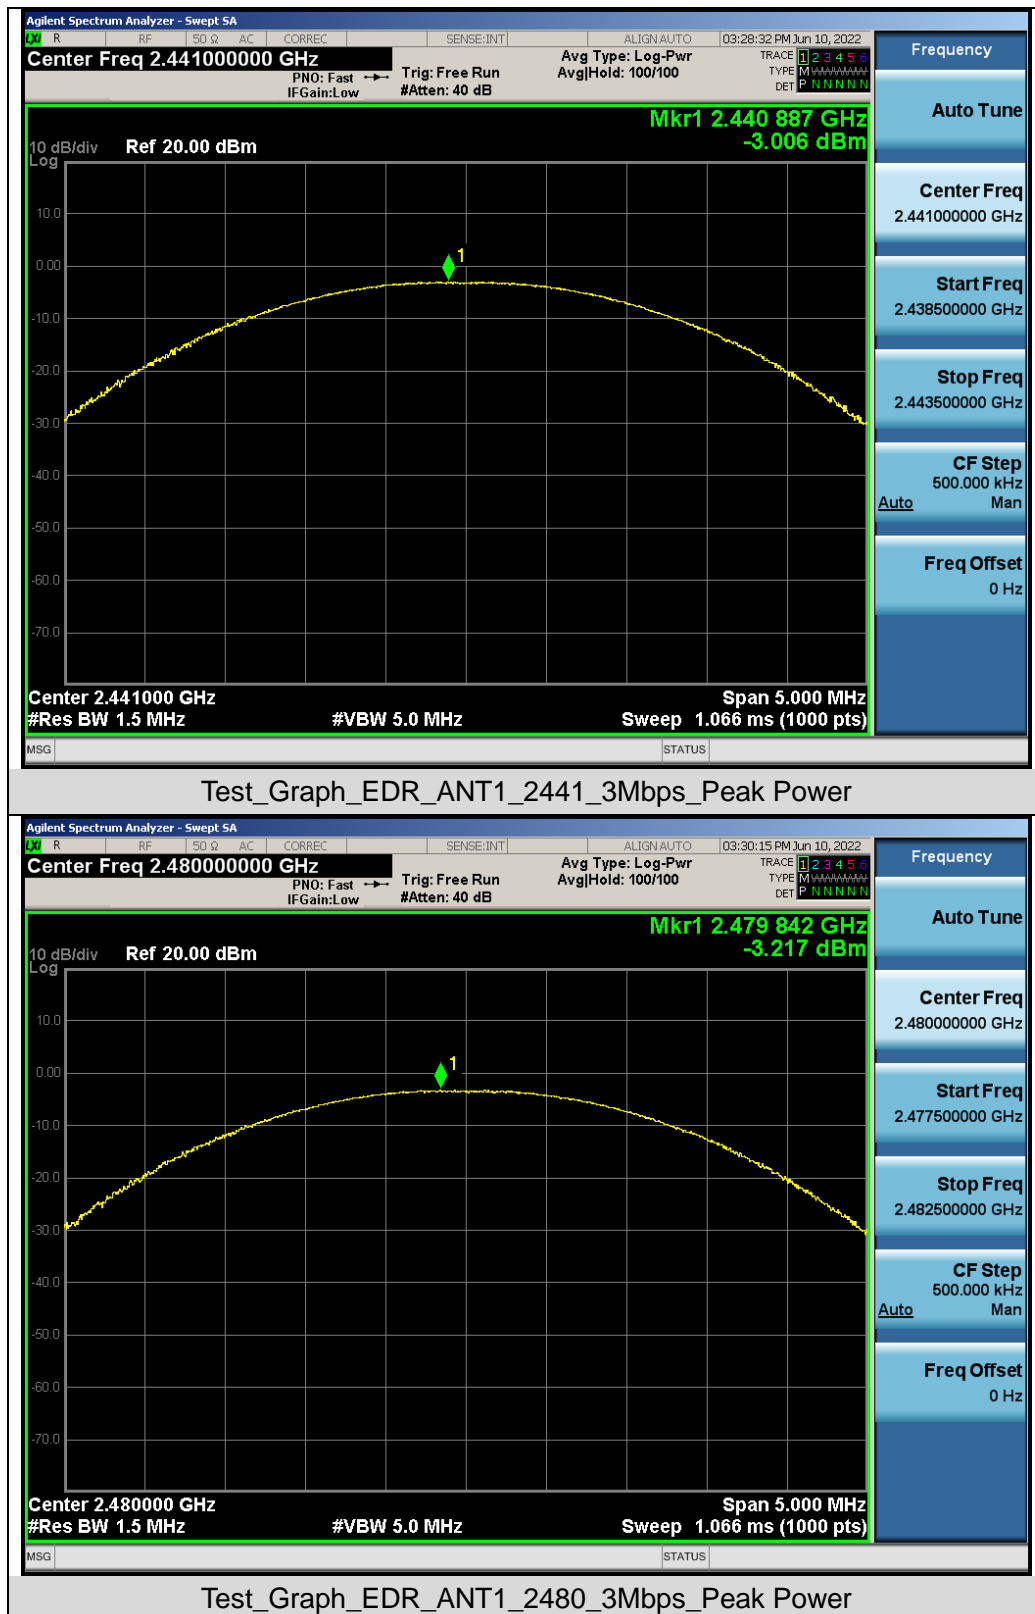 Agilent Spectrum Analyzer - Swept SA
LXI R RF 50 Ω AC CORREC SENSE:INT ALIGN AUTO 03:28:32 PM Jun 10, 2022
Center Freq 2.441000000 GHz
PNO: Fast
IFGain:Low
Trig: Free Run
#Atten: 40 dB
Avg Type: Log-Pwr
Avg|Hold: 100/100
TRACE 1 2 3 4 5 6
TYPE M WWWWW
DET P N N N N N
Mkr1 2.440 887 GHz
-3.006 dBm
10 dB/div Ref 20.00 dBm
Log
10.0
0.00
1
-10.0
-20.0
-30.0
-40.0
-50.0
-60.0
-70.0
Center 2.441000 GHz Span 5.000 MHz
#Res BW 1.5 MHz #VBW 5.0 MHz Sweep 1.066 ms (1000 pts)
MSG STATUS
Frequency
Auto Tune
Center Freq
2.441000000 GHz
Start Freq
2.438500000 GHz
Stop Freq
2.443500000 GHz
CF Step
500.000 kHz
Auto Man
Freq Offset
0 Hz
Test_Graph_EDR_ANT1_2441_3Mbps_Peak Power
Agilent Spectrum Analyzer - Swept SA
LXI R RF 50 Ω AC CORREC SENSE:INT ALIGN AUTO 03:30:15 PM Jun 10, 2022
Center Freq 2.480000000 GHz
PNO: Fast
IFGain:Low
Trig: Free Run
#Atten: 40 dB
Avg Type: Log-Pwr
Avg|Hold: 100/100
TRACE 1 2 3 4 5 6
TYPE M WWWWW
DET P N N N N N
Mkr1 2.479 842 GHz
-3.217 dBm
10 dB/div Ref 20.00 dBm
Log
10.0
0.00
1
-10.0
-20.0
-30.0
-40.0
-50.0
-60.0
-70.0
Center 2.480000 GHz Span 5.000 MHz
#Res BW 1.5 MHz #VBW 5.0 MHz Sweep 1.066 ms (1000 pts)
MSG STATUS
Frequency
Auto Tune
Center Freq
2.480000000 GHz
Start Freq
2.477500000 GHz
Stop Freq
2.482500000 GHz
CF Step
500.000 kHz
Auto Man
Freq Offset
0 Hz
Test_Graph_EDR_ANT1_2480_3Mbps_Peak Power